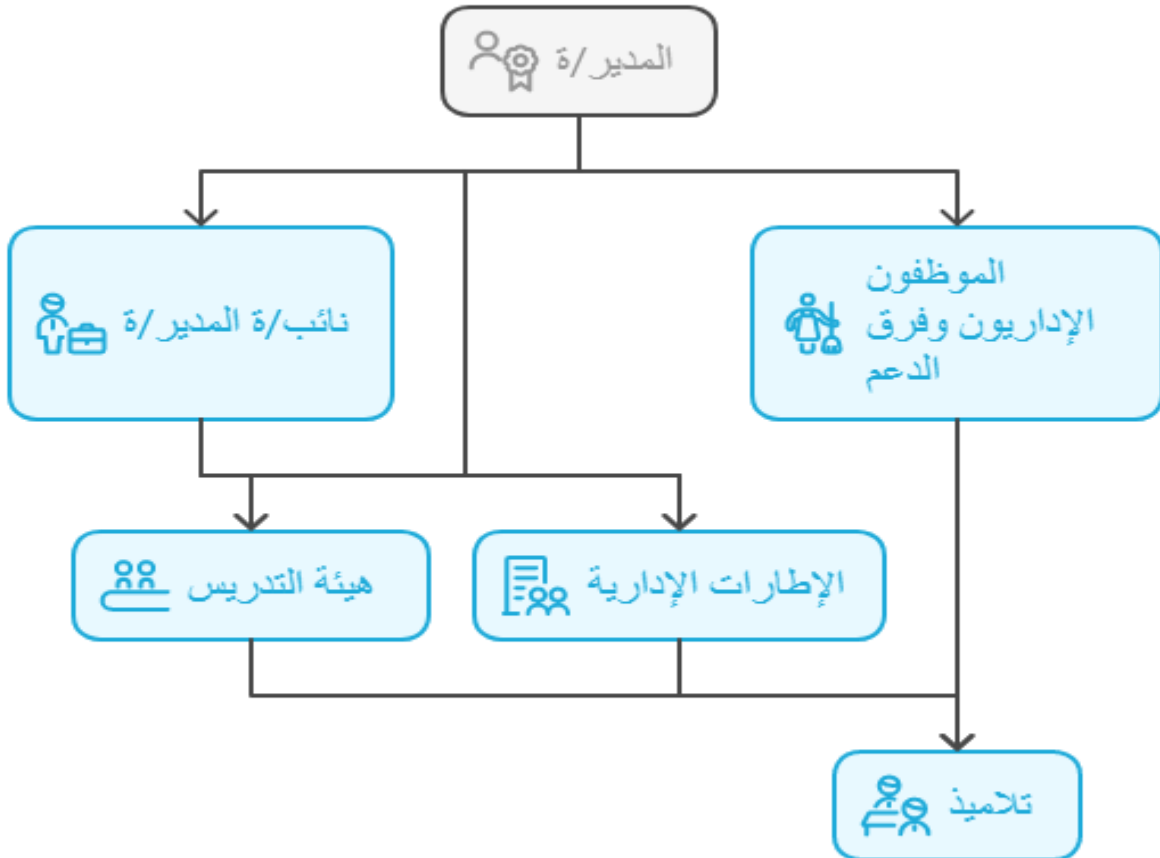 المدير/ة
نائب/ة المدير/ة
الموظفون
الإداريون وفرق
الدعم
هيئة التدريس
الإطارات الإدارية
تلاميذ